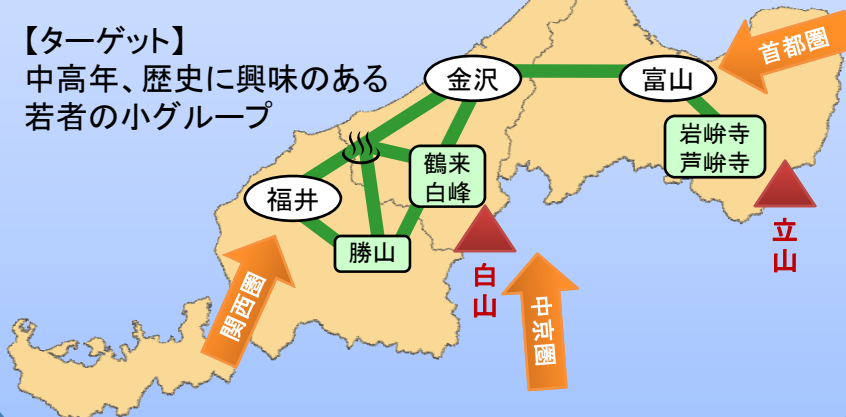 【ターゲット】
中高年、歴史に興味のある
若者の小グループ
首都圏
金沢
富山
岩峅寺
芦峅寺
鶴来
白峰
福井
勝山
立山
白山
関西圏
中京圏